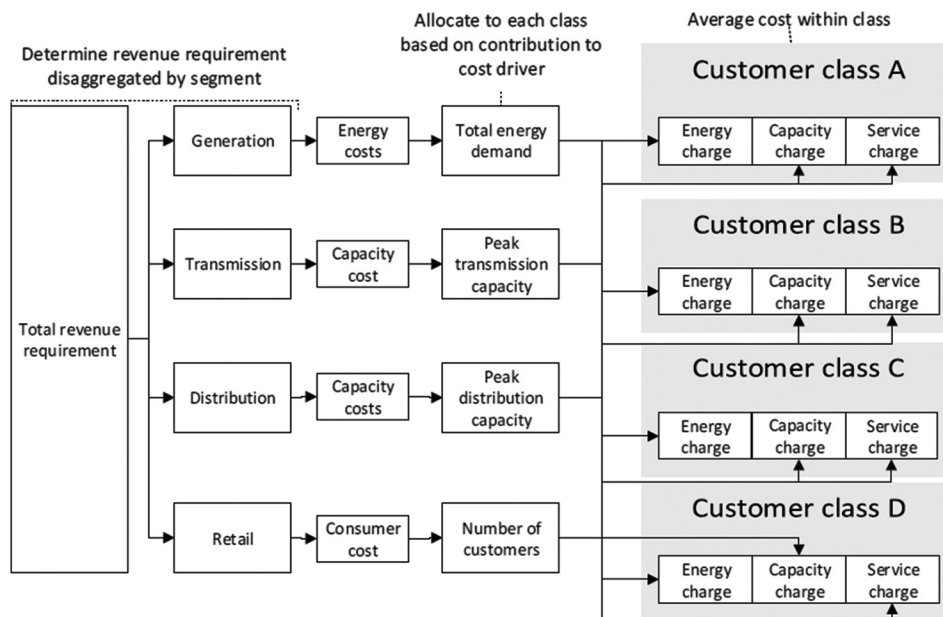 Determine revenue requirement
disaggregated by segment
Allocate to each class
based on contribution to
cost driver
Average cost within class
Total revenue
requirement
Generation
Energy
costs
Total energy
demand
Transmission
Capacity
cost
Peak
transmission
capacity
Distribution
Capacity
costs
Peak
distribution
capacity
Retail
Consumer
cost
Number of
customers
Customer class A
Energy
charge
Capacity
charge
Service
charge
Customer class B
Energy
charge
Capacity
charge
Service
charge
Customer class C
Energy
charge
Capacity
charge
Service
charge
Customer class D
Energy
charge
Capacity
charge
Service
charge